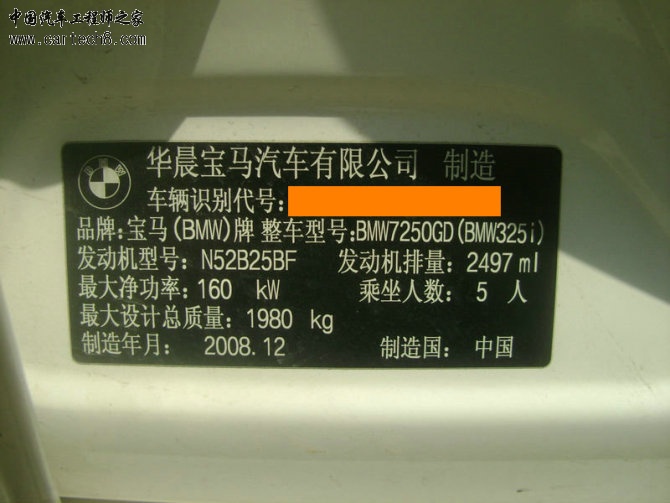 中国汽车工程师之家
www.cartech8.com
华晨宝马汽车有限公司 制造
车辆识别代号:
品牌:宝马(BMW)牌 整车型号:BMW7250GD(BMW325i)
发动机型号: N52B25BF 发动机排量: 2497 ml
最大净功率: 160 kW 乘坐人数: 5 人
最大设计总质量: 1980 kg
制造年月: 2008.12 制造国: 中国